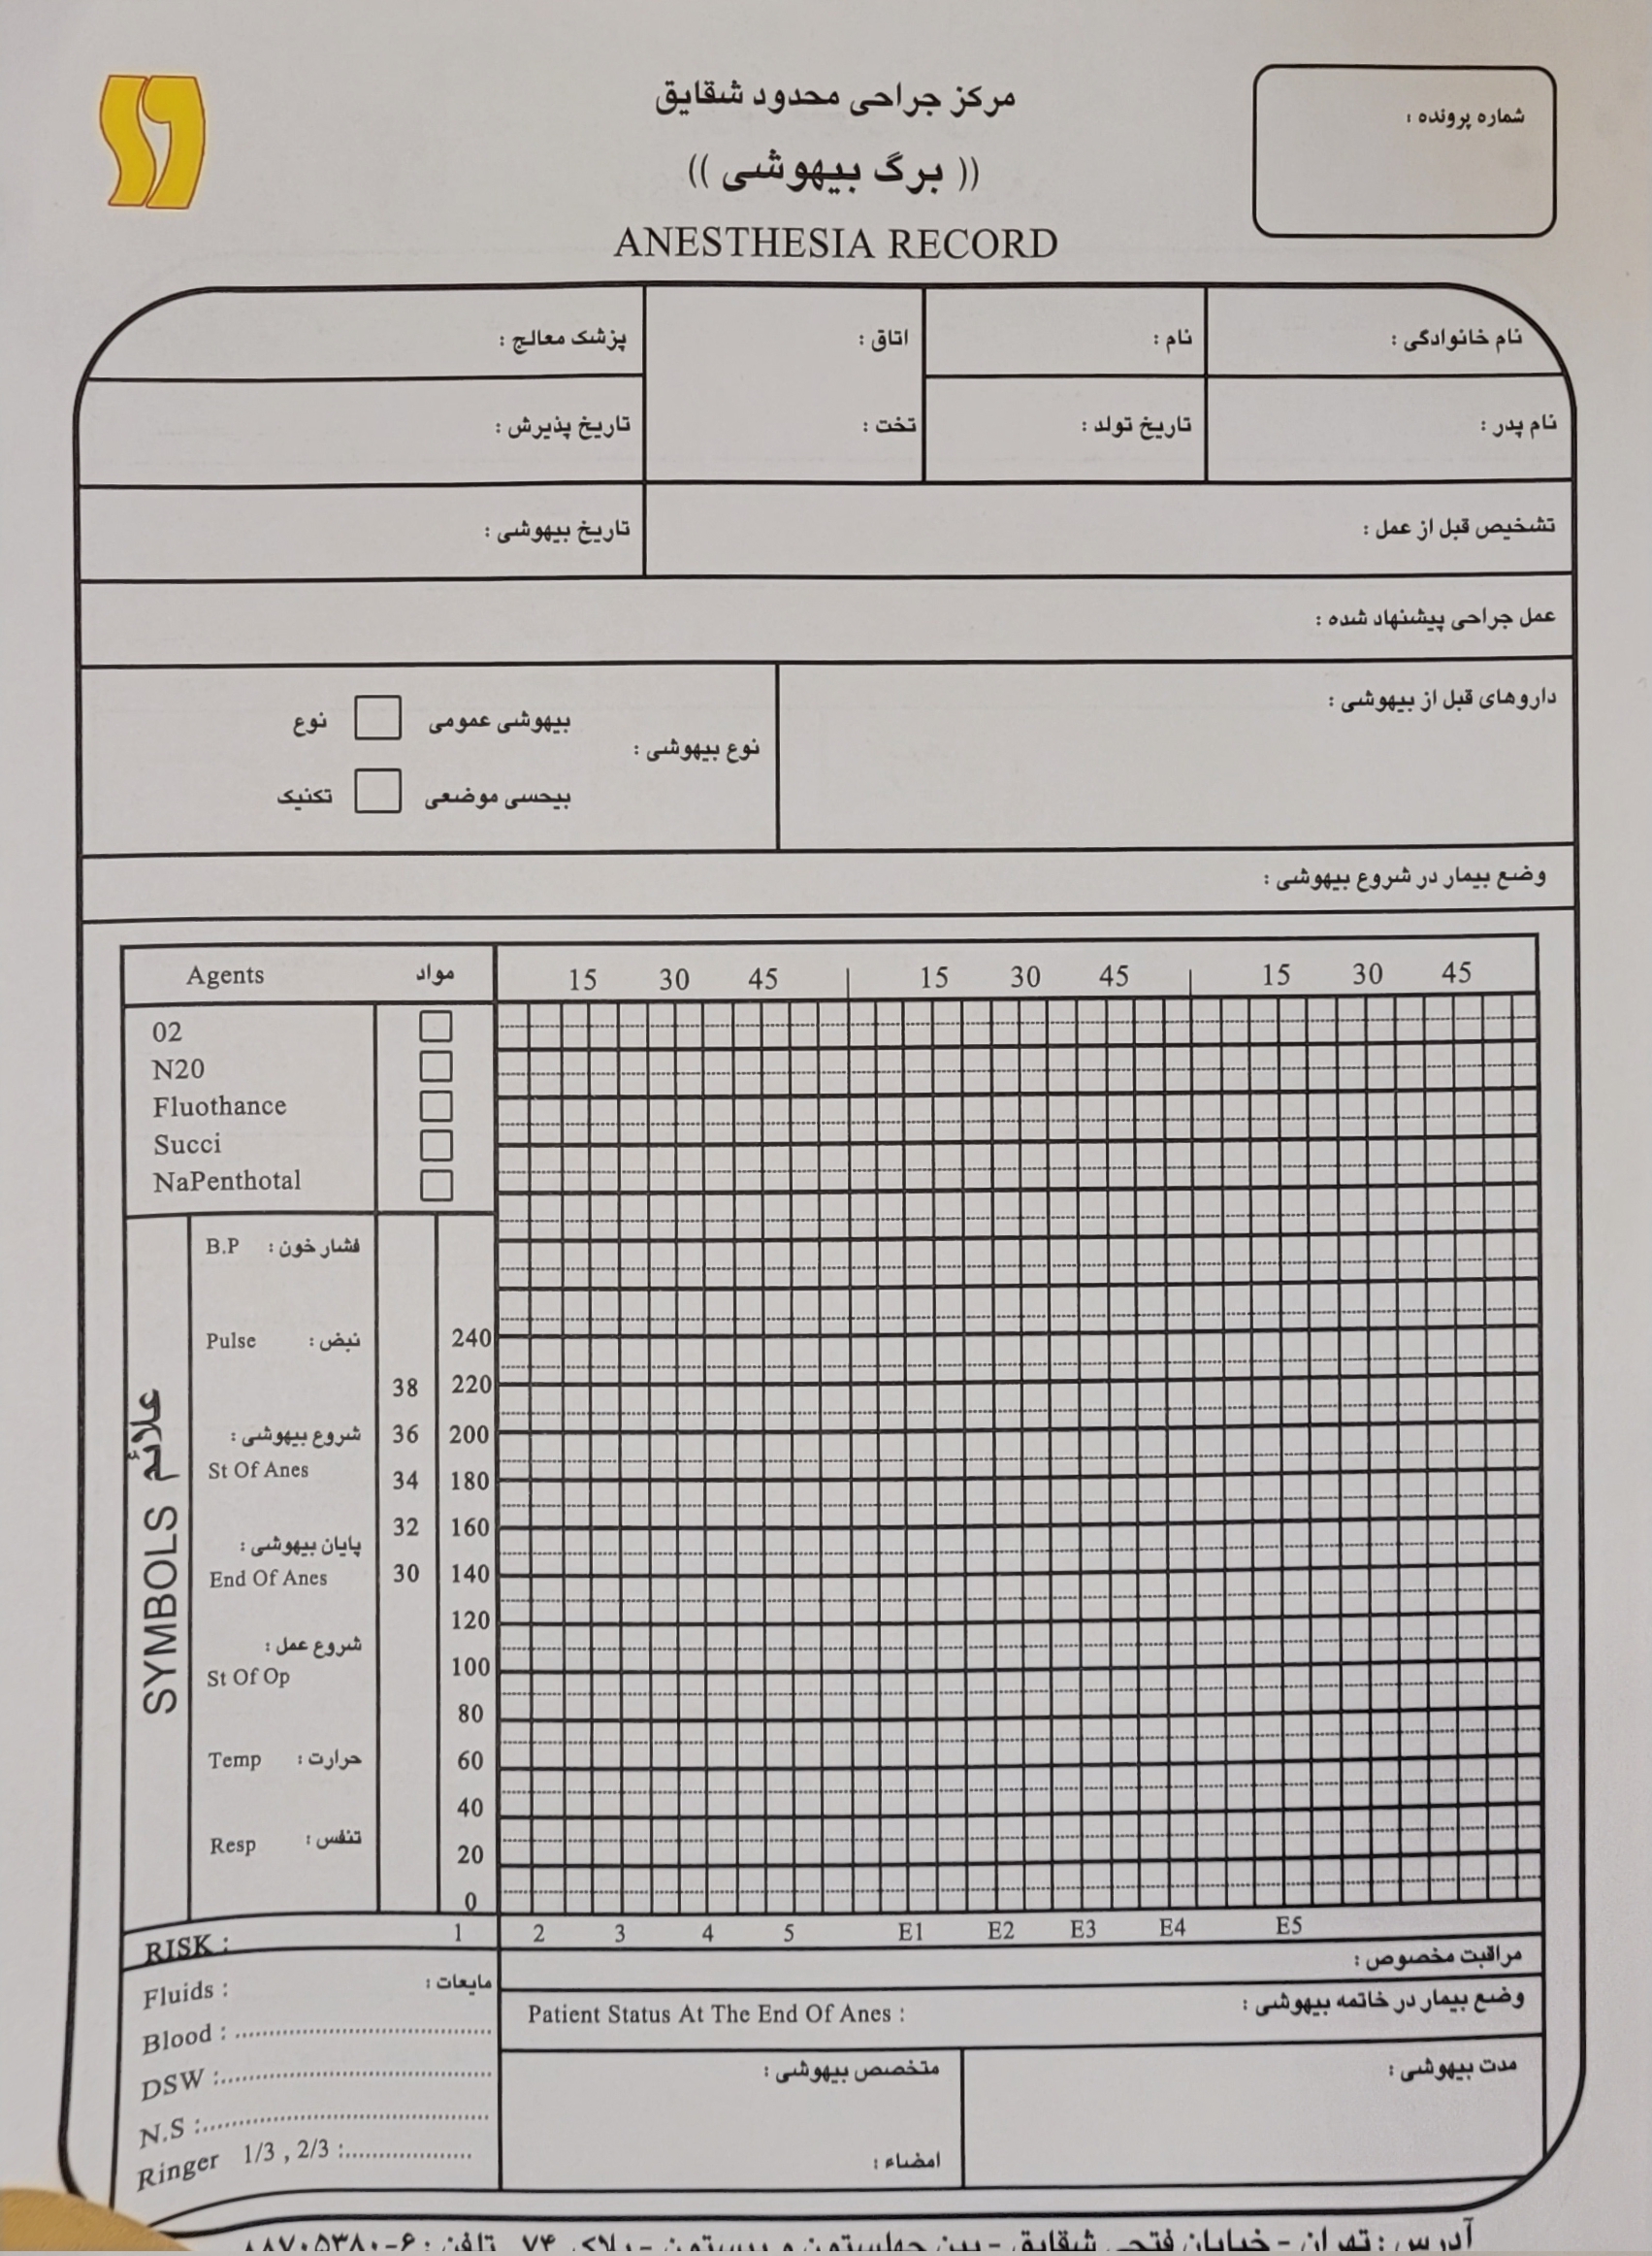 شماره پرونده :
مرکز جراحی محدود شقایق
(( برگ بیهوشی ))
ANESTHESIA RECORD
نام خانوادگی : نام : اتاق : پزشک معالج :
نام پدر : تاریخ تولد : تخت : تاریخ پذیرش :
تشخیص قبل از عمل : تاریخ بیهوشی :
عمل جراحی پیشنهاد شده :
داروهای قبل از بیهوشی :
نوع بیهوشی :
بیهوشی عمومی نوع
بیحسی موضعی تکنیک
وضع بیمار در شروع بیهوشی :
Agents مواد 15 30 45 15 30 45 15 30 45
02
N20
Fluothance
Succi
NaPenthotal
SYMBOLS علائم
B.P فشار خون :
Pulse نبض : 240
38 220
شروع بیهوشی : 36 200
St Of Anes 34 180
32 160
پایان بیهوشی :
End Of Anes 30 140
120
شروع عمل :
St Of Op 100
80
Temp حرارت : 60
40
Resp تنفس : 20
0
RISK : 1 2 3 4 5 E1 E2 E3 E4 E5
مراقبت مخصوص :
Fluids : مایعات :
Patient Status At The End Of Anes : وضع بیمار در خاتمه بیهوشی :
Blood :
DSW :
N.S :
Ringer 1/3 , 2/3 :
مدت بیهوشی : متخصص بیهوشی :
امضاء :
آدرس : تهران - خیابان فتحی شقایق - بین چهلستون و بیستون - پلاک ۷۴ تلفن : ۶-۸۸۷۰۵۳۸۰